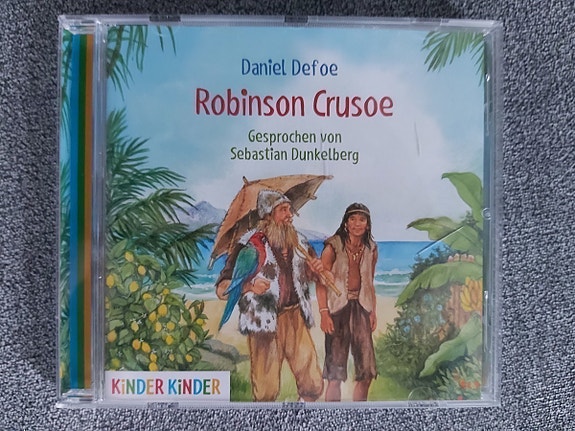 Daniel Defoe
Robinson Crusoe
Gesprochen von
Sebastian Dunkelberg
KiNDER KiNDER